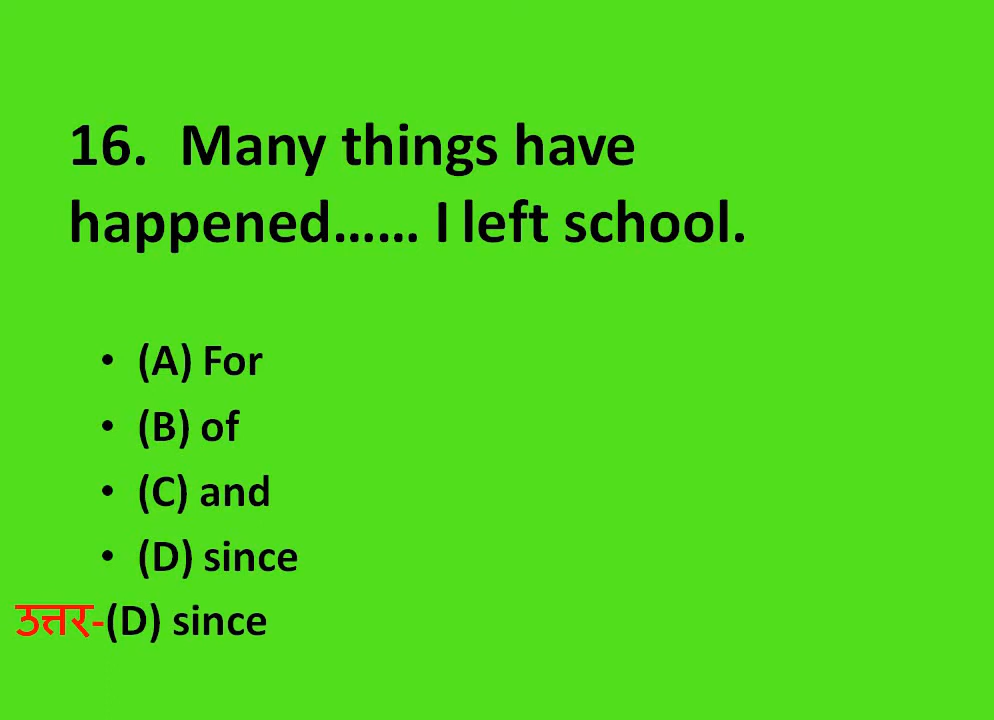 16. Many things have
happened...... I left school.
• (A) For
• (B) of
• (C) and
• (D) since
उत्तर-(D) since